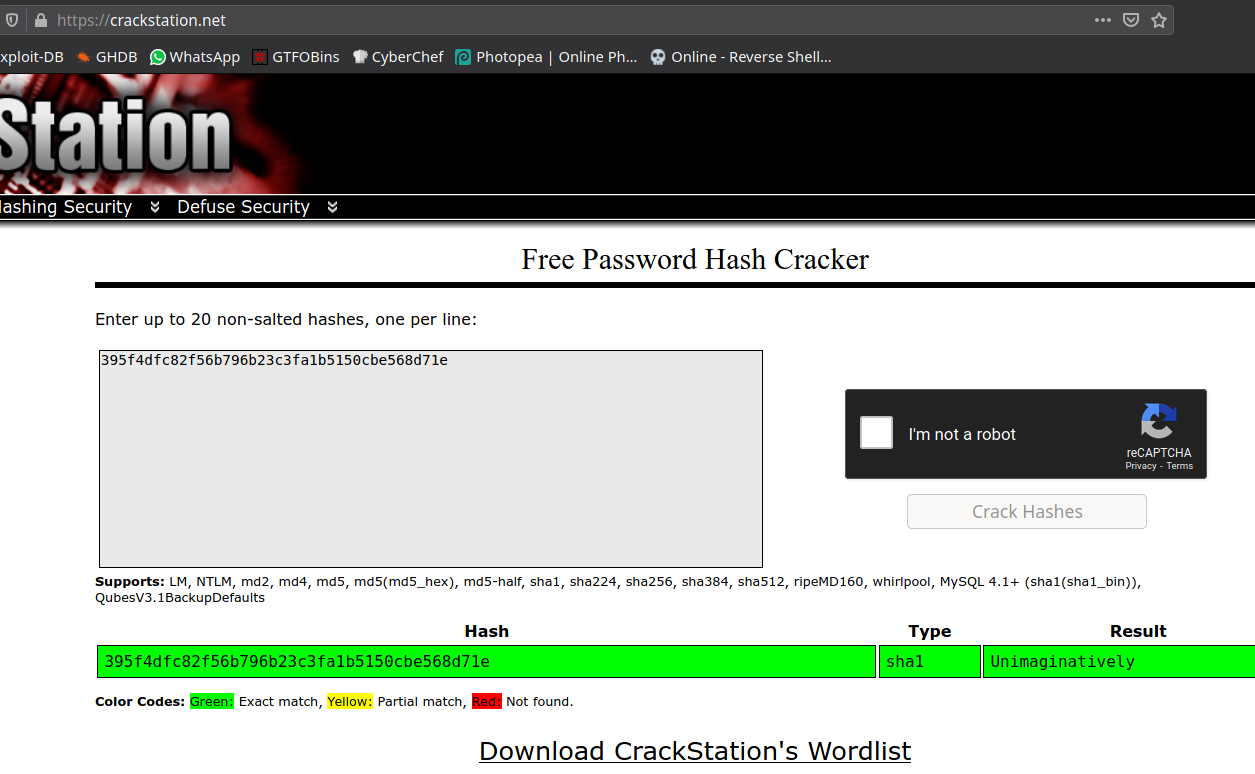 https://crackstation.net
xploit-DB GHDB WhatsApp GTFOBins CyberChef Photopea | Online Ph... Online - Reverse Shell...
Station
ashing Security Defuse Security
Free Password Hash Cracker
Enter up to 20 non-salted hashes, one per line:
395f4dfc82f56b796b23c3fa1b5150cbe568d71e
I'm not a robot
reCAPTCHA
Privacy - Terms
Crack Hashes
Supports: LM, NTLM, md2, md4, md5, md5(md5_hex), md5-half, sha1, sha224, sha256, sha384, sha512, ripeMD160, whirlpool, MySQL 4.1+ (sha1(sha1_bin)),
QubesV3.1BackupDefaults
Hash Type Result
395f4dfc82f56b796b23c3fa1b5150cbe568d71e sha1 Unimaginatively
Color Codes: Green: Exact match, Yellow: Partial match, Red: Not found.
Download CrackStation's Wordlist